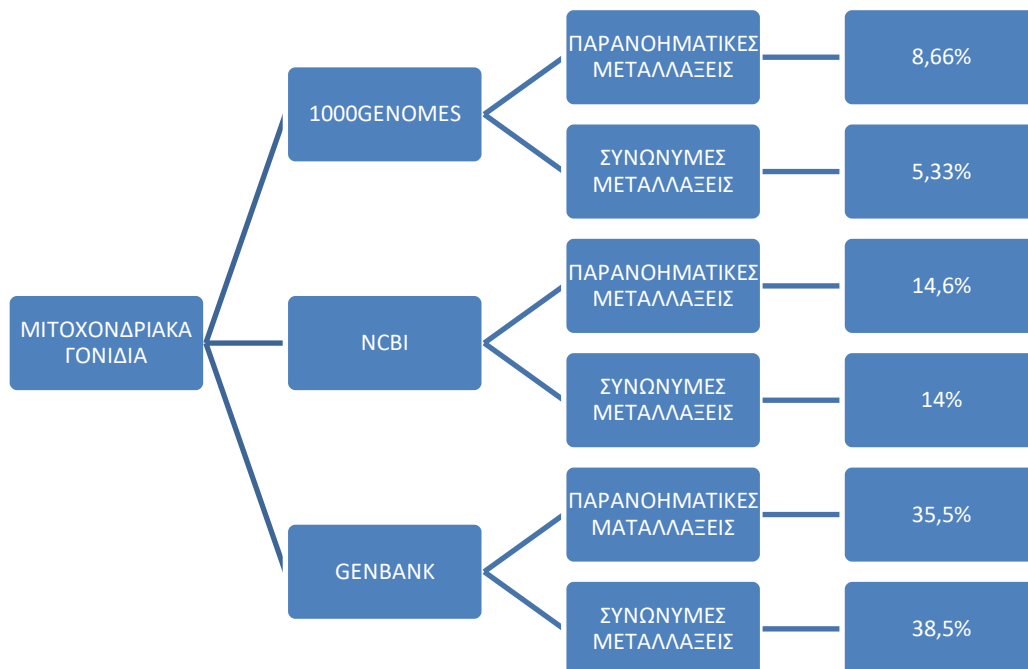 ΜΙΤΟΧΟΝΔΡΙΑΚΑ
ΓΟΝΙΔΙΑ
1000GENOMES
ΠΑΡΑΝΟΗΜΑΤΙΚΕΣ
ΜΕΤΑΛΛΑΞΕΙΣ
8,66%
ΣΥΝΩΝΥΜΕΣ
ΜΕΤΑΛΛΑΞΕΙΣ
5,33%
NCBI
ΠΑΡΑΝΟΗΜΑΤΙΚΕΣ
ΜΕΤΑΛΛΑΞΕΙΣ
14,6%
ΣΥΝΩΝΥΜΕΣ
ΜΕΤΑΛΛΑΞΕΙΣ
14%
GENBANK
ΠΑΡΑΝΟΗΜΑΤΙΚΕΣ
ΜΑΤΑΛΛΑΞΕΙΣ
35,5%
ΣΥΝΩΝΥΜΕΣ
ΜΕΤΑΛΛΑΞΕΙΣ
38,5%